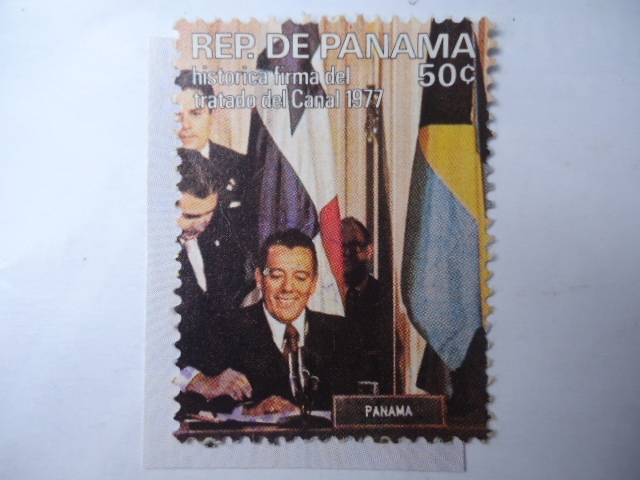 REP. DE PANAMA
historica firma del 50¢
tratado del Canal 1977
PANAMA